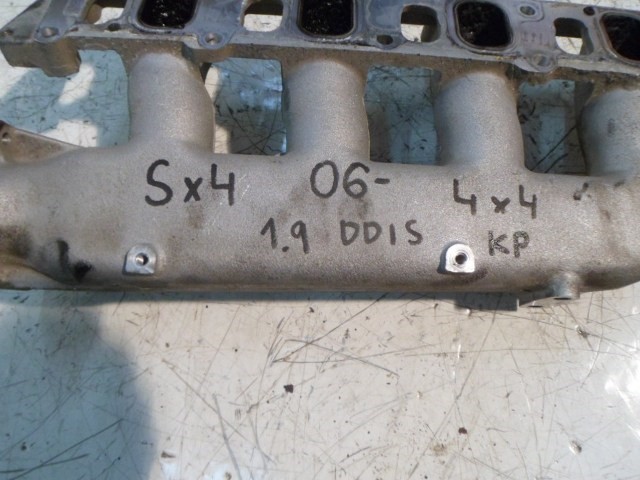 Sx4 06- 4x4
1.9 DDIS KP